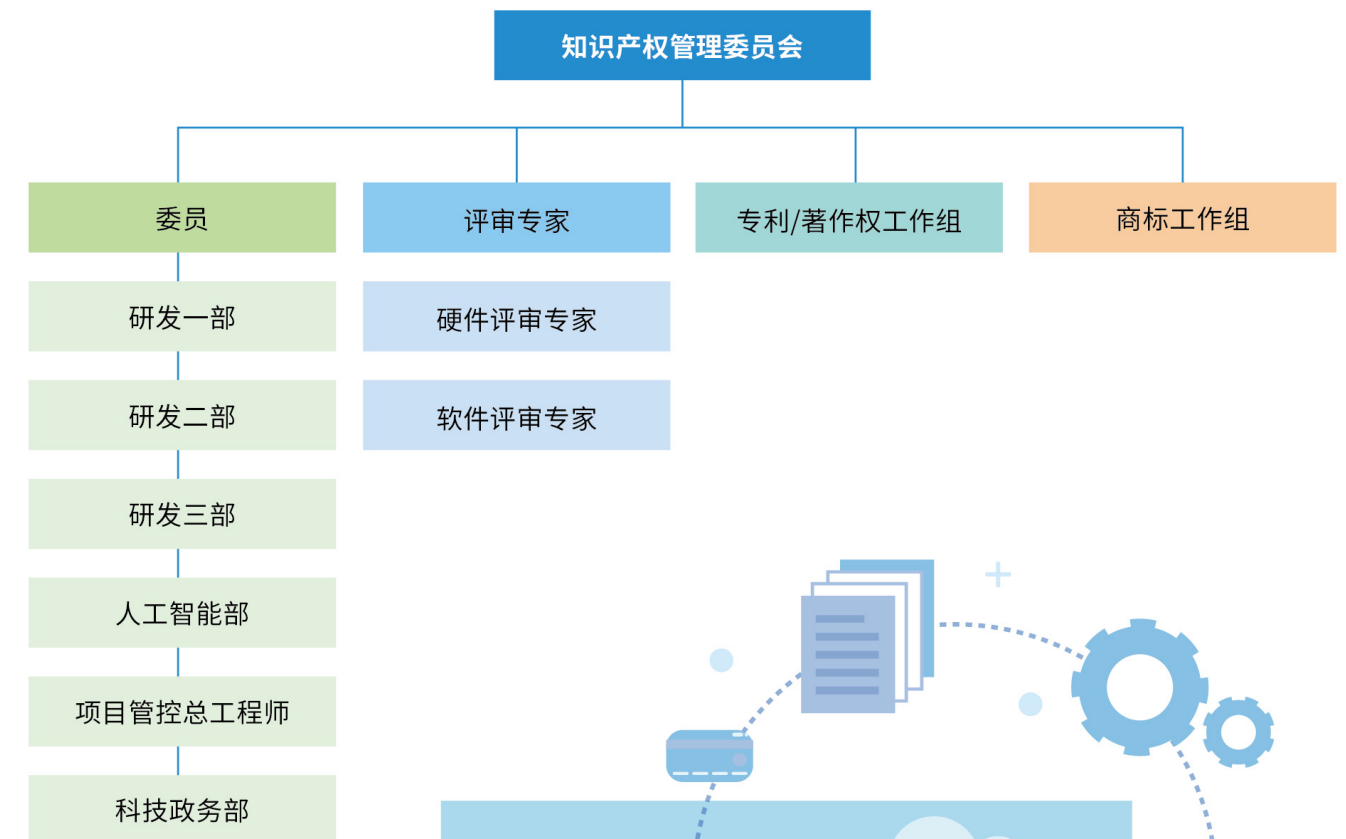 知识产权管理委员会
委员
评审专家
专利/著作权工作组
商标工作组
研发一部
硬件评审专家
研发二部
软件评审专家
研发三部
人工智能部
项目管控总工程师
科技政务部